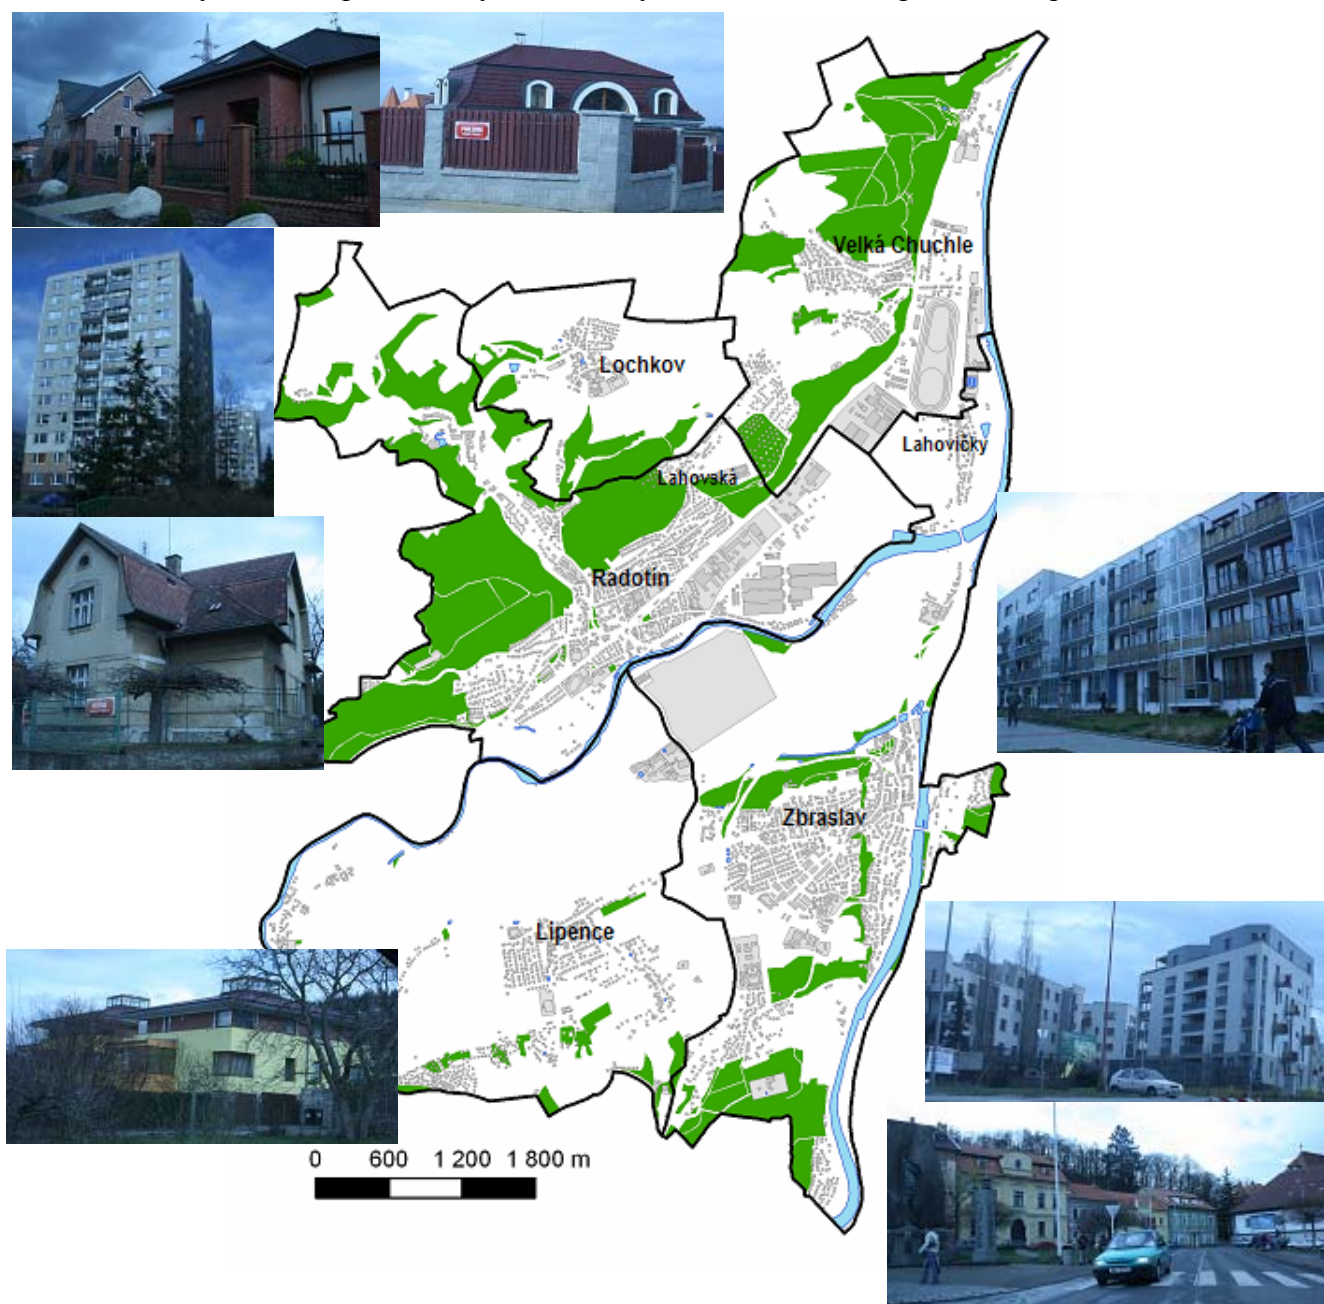 Velká Chuchle
Lochkov
Lahovičky
Lahovská
Radotín
Zbraslav
Lipence
0 600 1 200 1 800 m